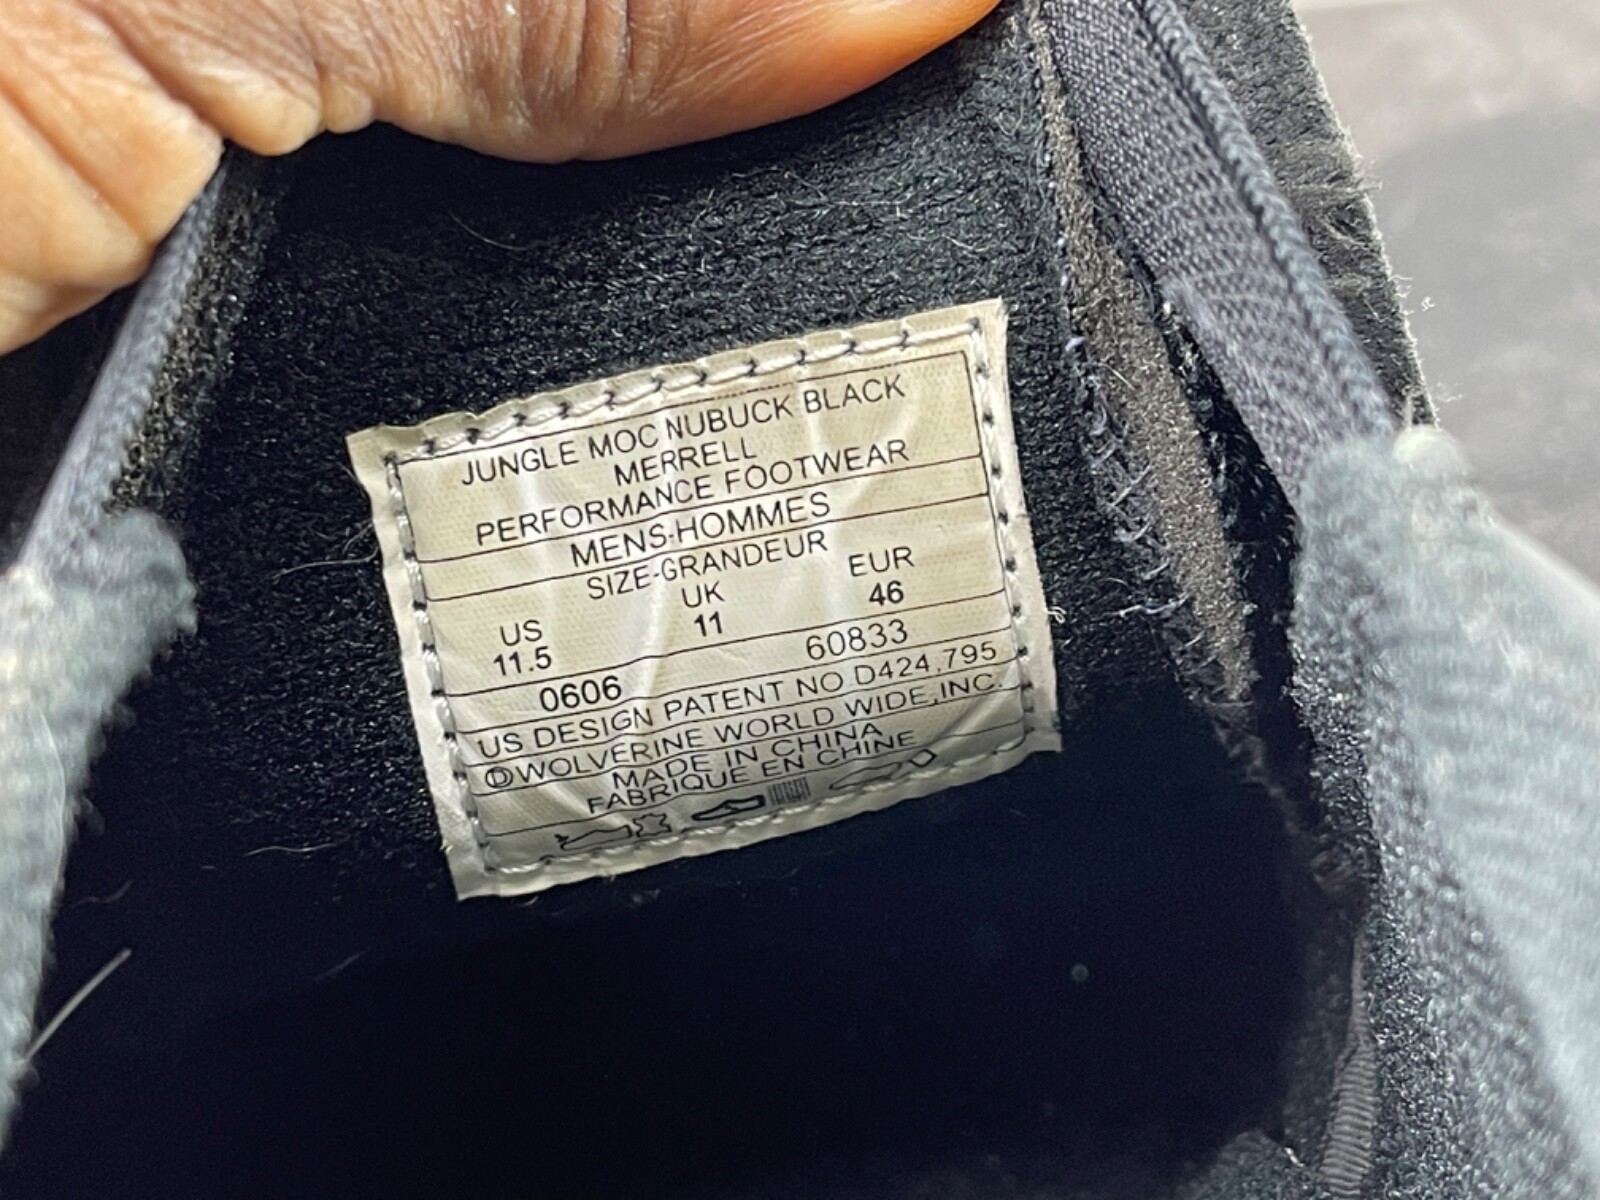 JUNGLE MOC NUBUCK BLACK
MERRELL
PERFORMANCE FOOTWEAR
MENS-HOMMES
SIZE-GRANDEUR
US UK EUR
11.5 11 46
0606 60833
US DESIGN PATENT NO D424,795
©WOLVERINE WORLD WIDE,INC.
MADE IN CHINA
FABRIQUE EN CHINE